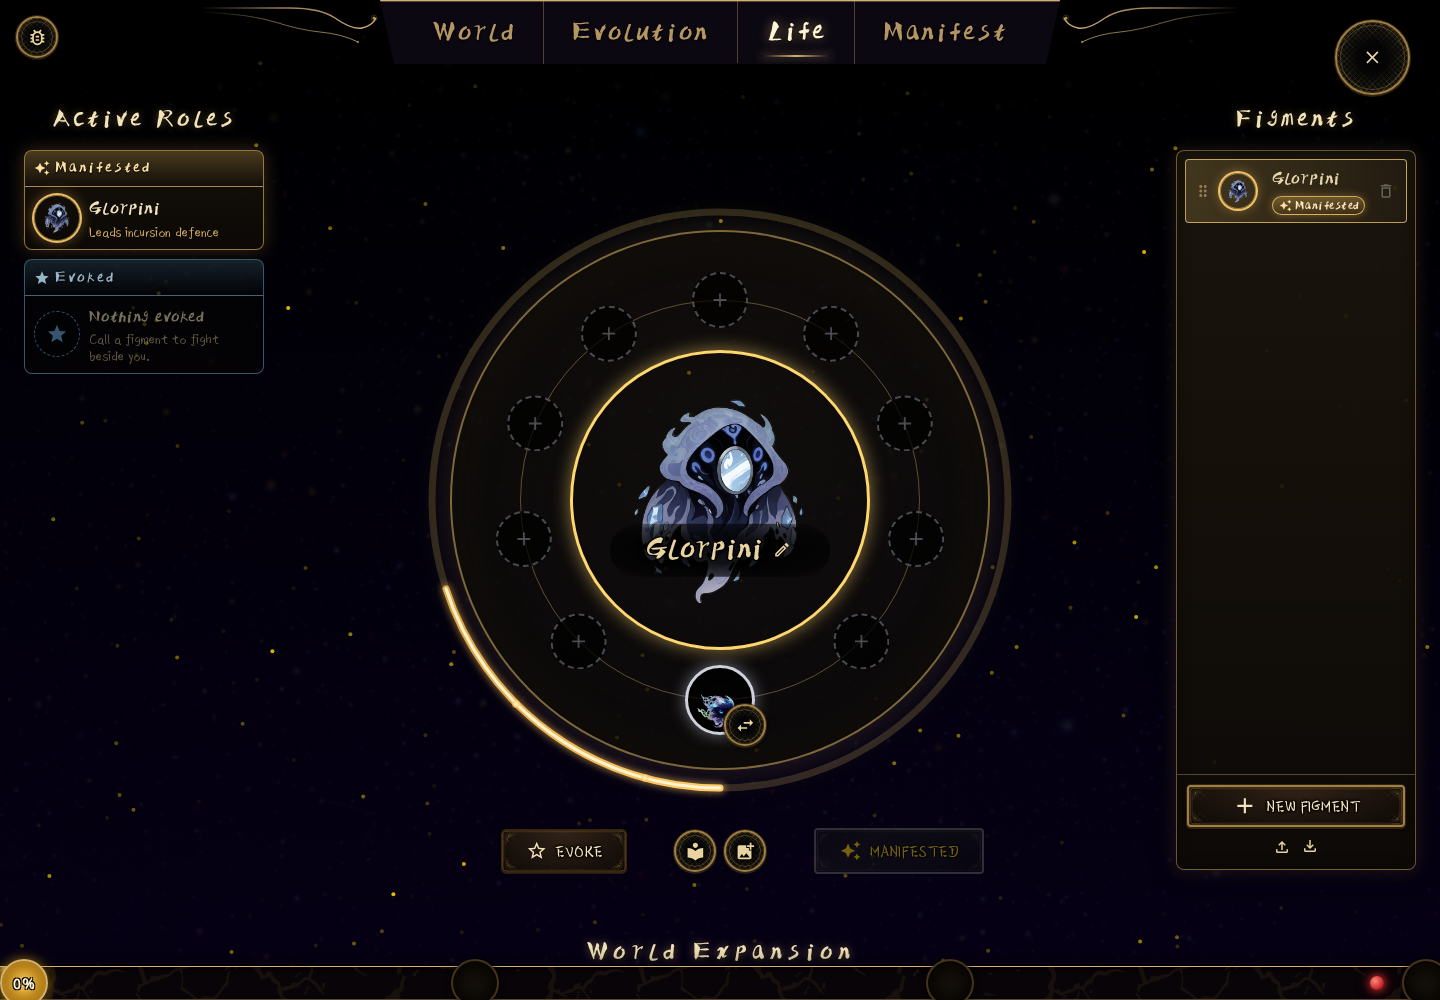 World
Evolution
Life
Manifest
Active Roles
Manifested
Glorpini
Leads incursion defence
Evoked
Nothing evoked
Call a figment to fight
beside you.
Glorpini
EVOKE
MANIFESTED
Figments
Glorpini
Manifested
NEW FIGMENT
World Expansion
0%